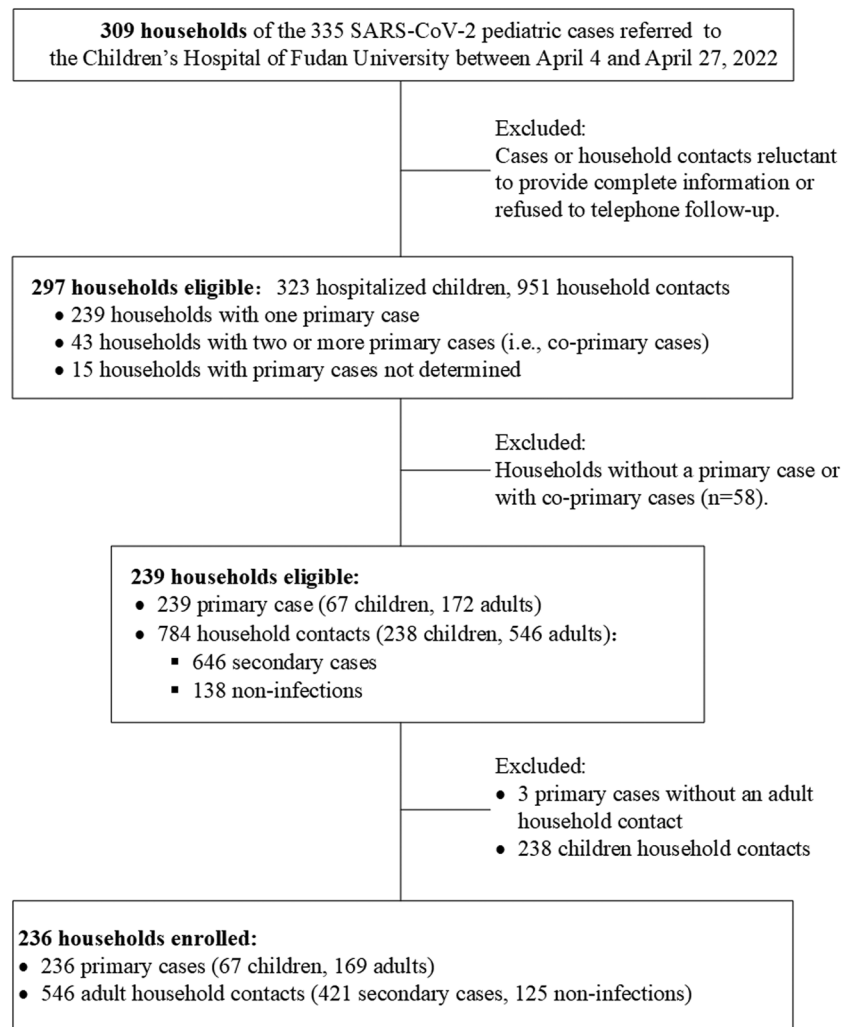 309 households of the 335 SARS-CoV-2 pediatric cases referred to
the Children's Hospital of Fudan University between April 4 and April 27, 2022
Excluded:
Cases or household contacts reluctant
to provide complete information or
refused to telephone follow-up.
297 households eligible： 323 hospitalized children, 951 household contacts
• 239 households with one primary case
• 43 households with two or more primary cases (i.e., co-primary cases)
• 15 households with primary cases not determined
Excluded:
Households without a primary case or
with co-primary cases (n=58).
239 households eligible:
• 239 primary case (67 children, 172 adults)
• 784 household contacts (238 children, 546 adults)：
▪ 646 secondary cases
▪ 138 non-infections
Excluded:
• 3 primary cases without an adult
household contact
• 238 children household contacts
236 households enrolled:
• 236 primary cases (67 children, 169 adults)
• 546 adult household contacts (421 secondary cases, 125 non-infections)